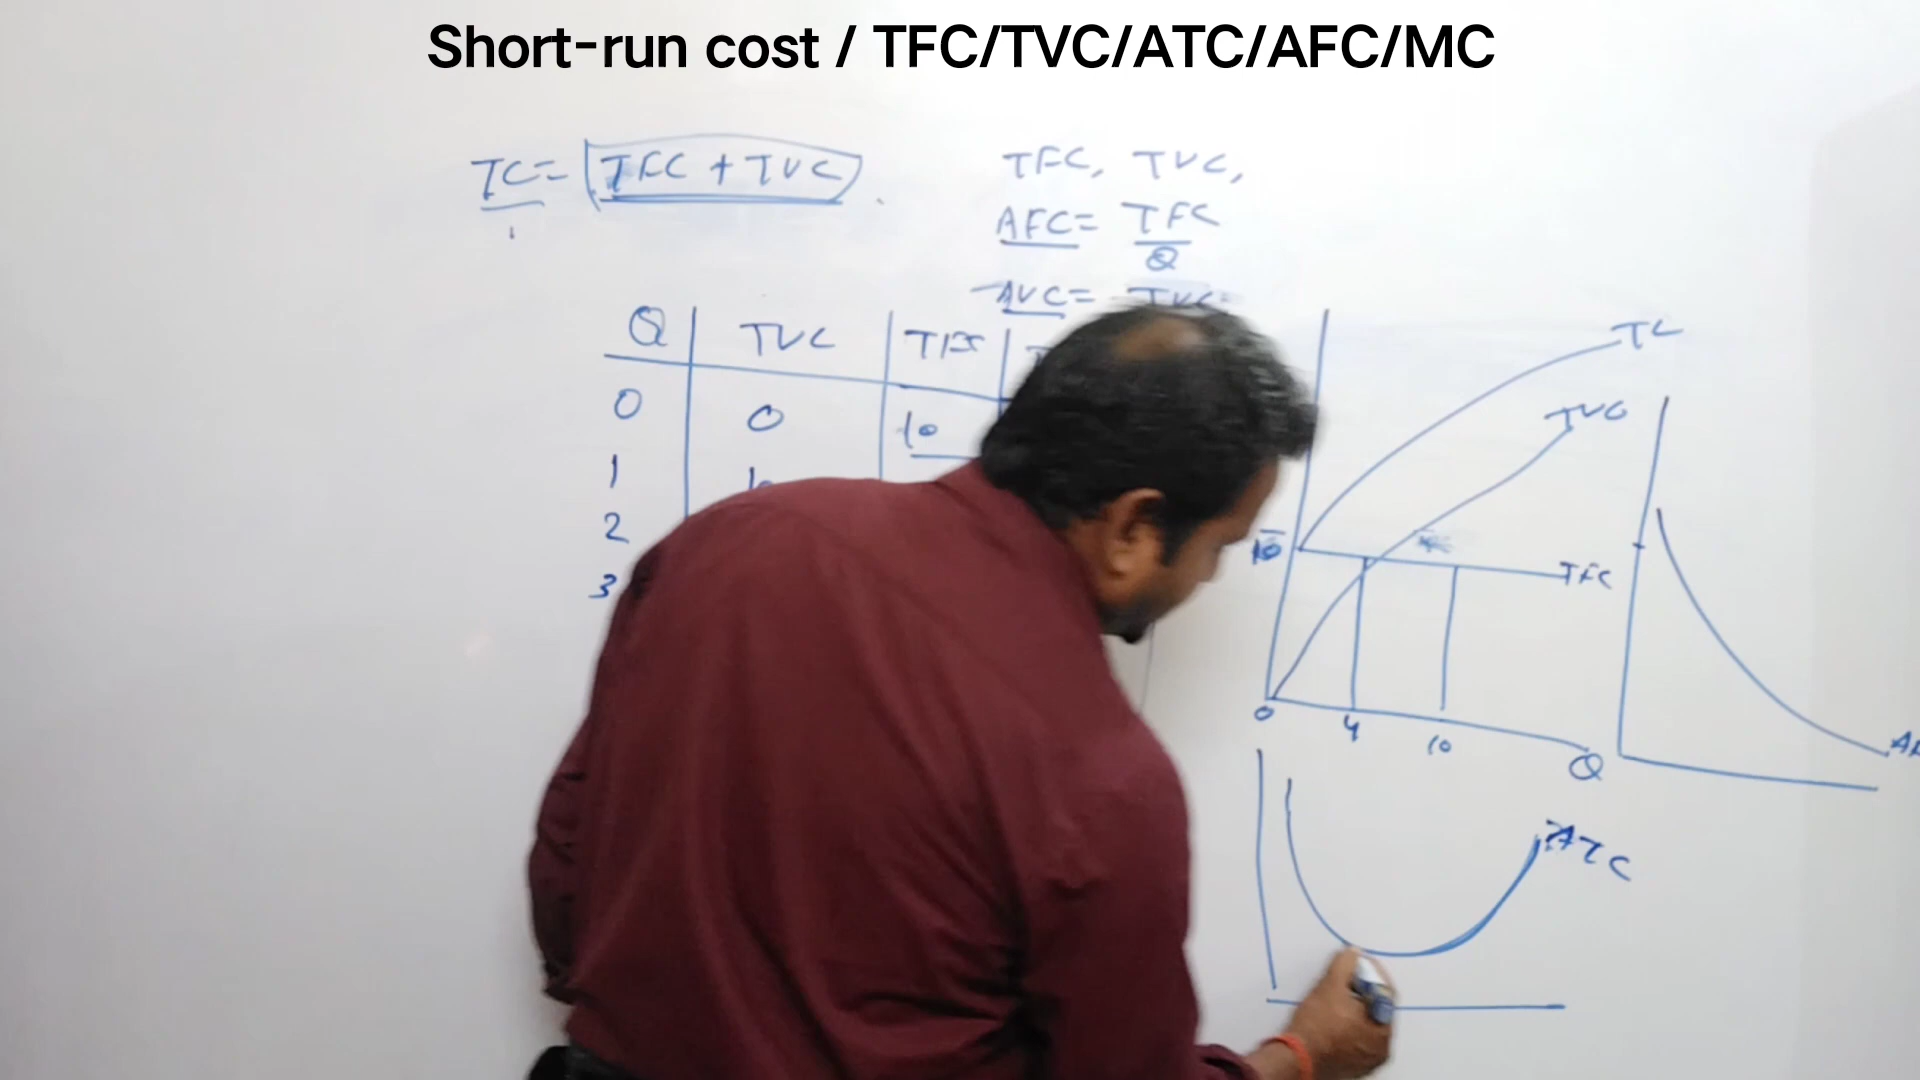 Short-run cost / TFC/TVC/ATC/AFC/MC
TC= TFC + TVC
TFC, TVC,
AFC= TFC
Q
AVC= TVC
Q TVC TFC
0 0 10
1
2
3
TC
TVC
10
TFC
0 4 10 Q
ATC